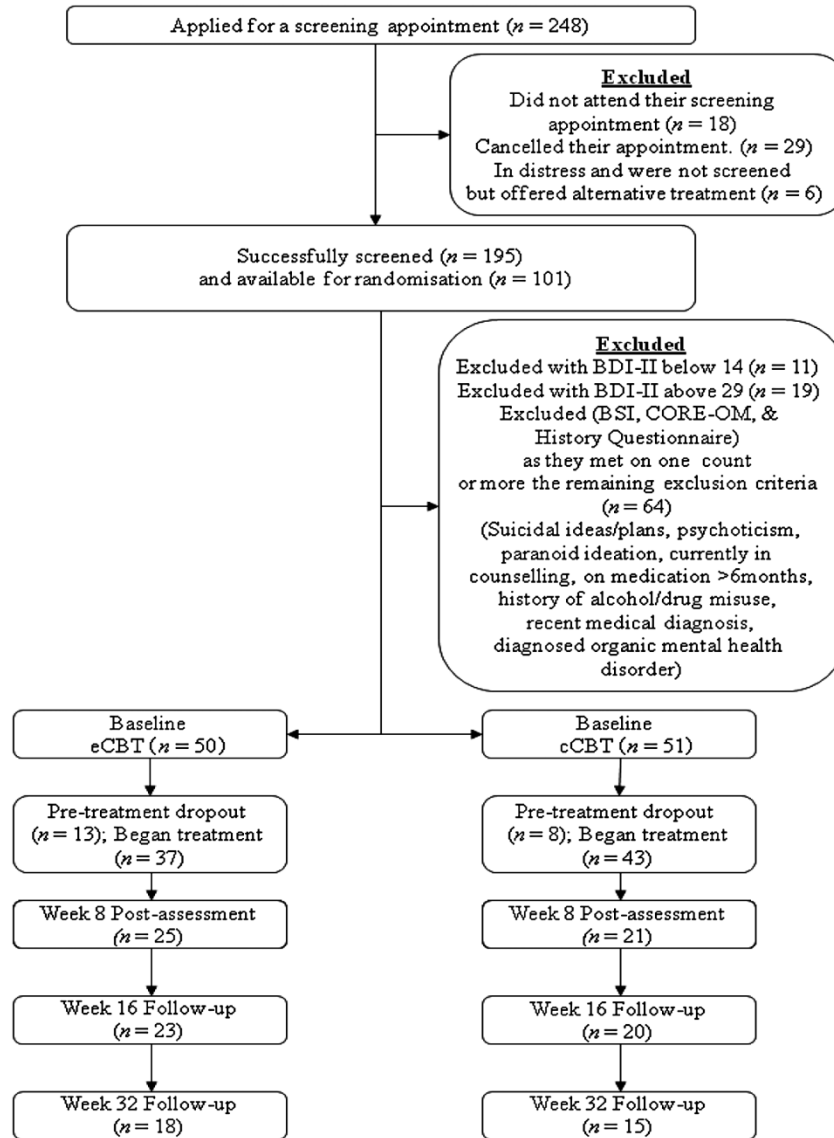 Applied for a screening appointment (n = 248)
Excluded
Did not attend their screening
appointment (n = 18)
Cancelled their appointment. (n = 29)
In distress and were not screened
but offered alternative treatment (n = 6)
Successfully screened (n = 195)
and available for randomisation (n = 101)
Excluded
Excluded with BDI-II below 14 (n = 11)
Excluded with BDI-II above 29 (n = 19)
Excluded (BSI, CORE-OM, &
History Questionnaire)
as they met on one count
or more the remaining exclusion criteria
(n = 64)
(Suicidal ideas/plans, psychoticism,
paranoid ideation, currently in
counselling, on medication >6months,
history of alcohol/drug misuse,
recent medical diagnosis,
diagnosed organic mental health
disorder)
Baseline
eCBT (n = 50)
Baseline
cCBT (n = 51)
Pre-treatment dropout
(n = 13); Began treatment
(n = 37)
Pre-treatment dropout
(n = 8); Began treatment
(n = 43)
Week 8 Post-assessment
(n = 25)
Week 8 Post-assessment
(n = 21)
Week 16 Follow-up
(n = 23)
Week 16 Follow-up
(n = 20)
Week 32 Follow-up
(n = 18)
Week 32 Follow-up
(n = 15)